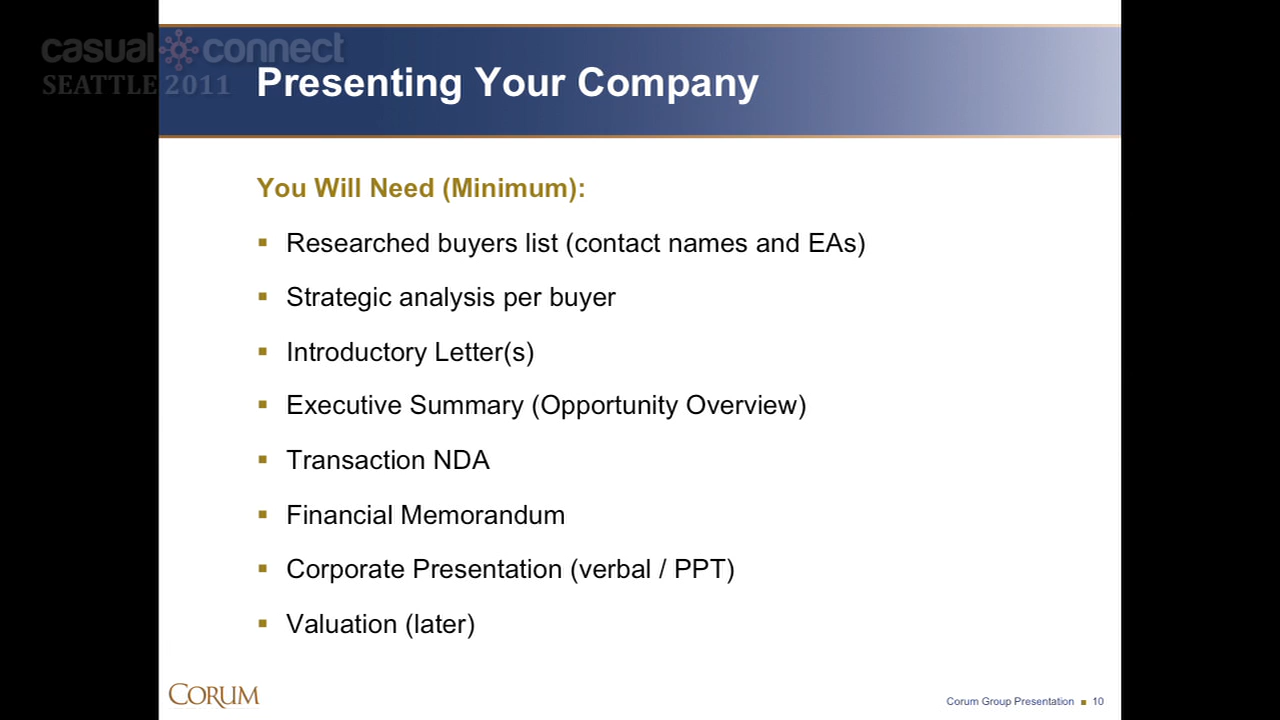 casual connect
SEATTLE 2011
Presenting Your Company
You Will Need (Minimum):
▪ Researched buyers list (contact names and EAs)
▪ Strategic analysis per buyer
▪ Introductory Letter(s)
▪ Executive Summary (Opportunity Overview)
▪ Transaction NDA
▪ Financial Memorandum
▪ Corporate Presentation (verbal / PPT)
▪ Valuation (later)
CORUM
Corum Group Presentation ▪ 10